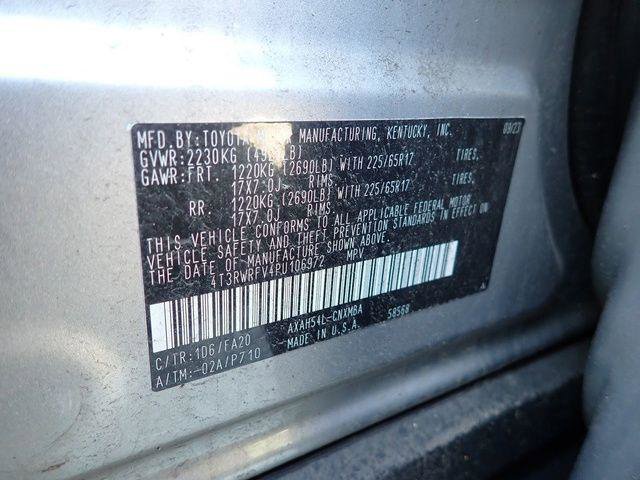 MFD.BY:TOYOTA MANUFACTURING, KENTUCKY, INC. 09/23
GVWR:2230KG
GAWR:FRT. 1220KG (2690LB) WITH 225/65R17 TIRES,
17X7.0J RIMS,
RR. 1220KG (2690LB) WITH 225/65R17 TIRES,
17X7.0J RIMS,
THIS VEHICLE CONFORMS TO ALL APPLICABLE FEDERAL MOTOR
VEHICLE SAFETY AND THEFT PREVENTION STANDARDS IN EFFECT ON
THE DATE OF MANUFACTURE SHOWN ABOVE.
4T3RWRFV4PU106972 MPV
C/TR:1D6/FA20 AXAH54L-CNXMBA 58568
A/TM:-02A/P710 MADE IN U.S.A.